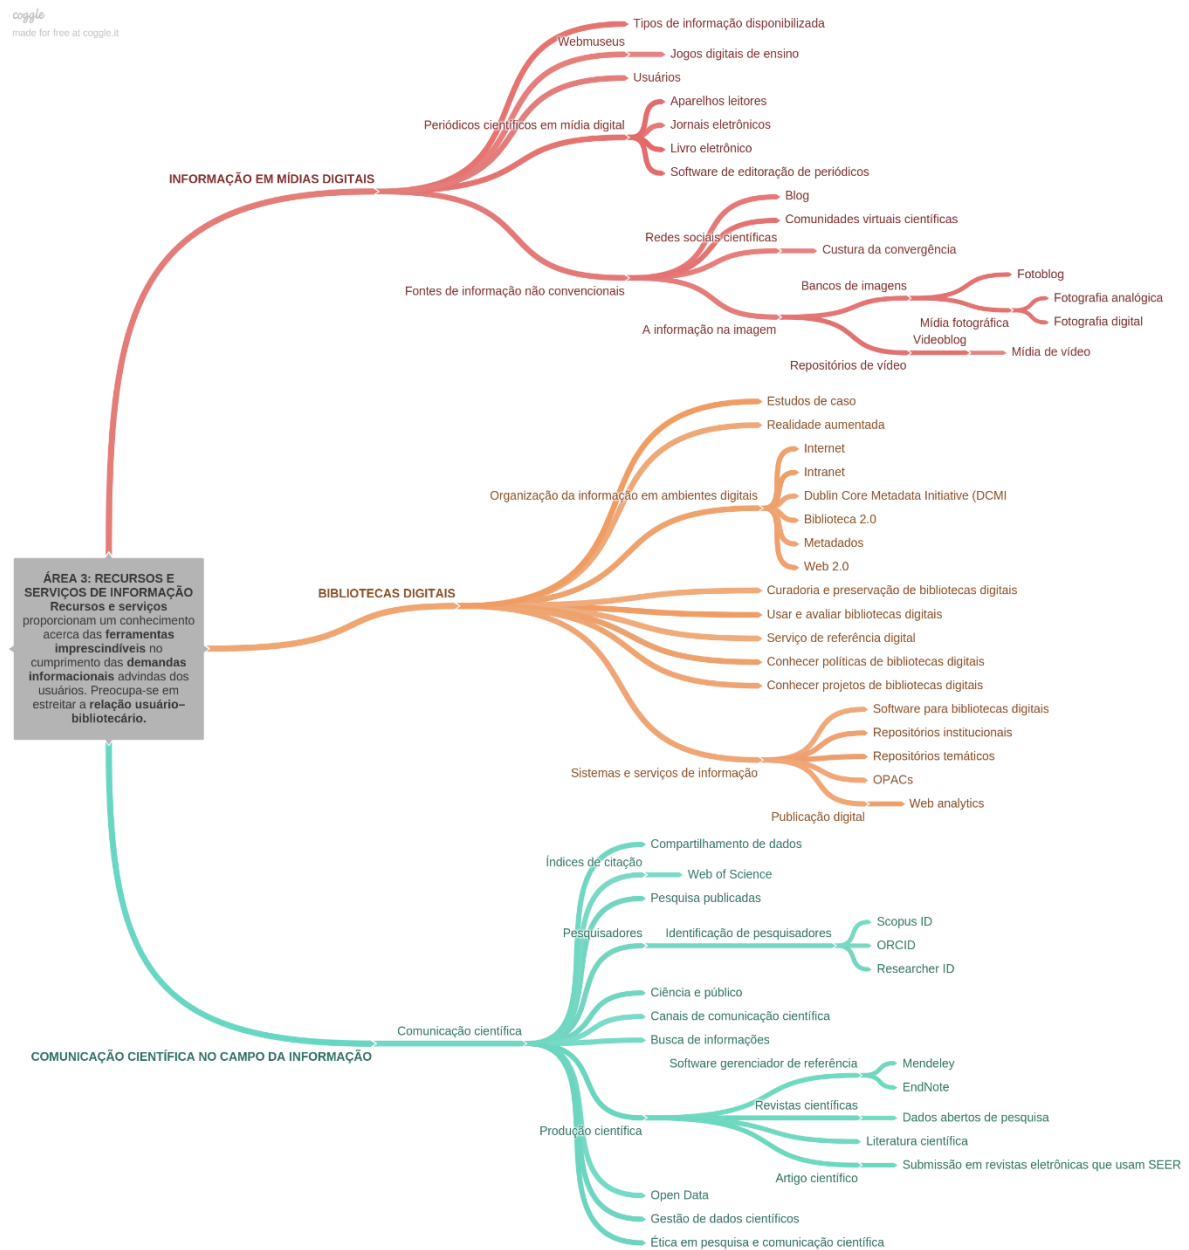 coggle
made for free at coggle.it
Tipos de informação disponibilizada
Webmuseus
Jogos digitais de ensino
Usuários
Aparelhos leitores
Periódicos científicos em mídia digital
Jornais eletrônicos
Livro eletrônico
Software de editoração de periódicos
INFORMAÇÃO EM MÍDIAS DIGITAIS
Blog
Comunidades virtuais científicas
Redes sociais científicas
Custura da convergência
Fontes de informação não convencionais
Fotoblog
Bancos de imagens
Fotografia analógica
Mídia fotográfica
Fotografia digital
A informação na imagem
Videoblog
Mídia de vídeo
Repositórios de vídeo
Estudos de caso
Realidade aumentada
Internet
Intranet
Organização da informação em ambientes digitais
Dublin Core Metadata Initiative (DCMI
Biblioteca 2.0
Metadados
Web 2.0
ÁREA 3: RECURSOS E
SERVIÇOS DE INFORMAÇÃO
Recursos e serviços
proporcionam um conhecimento
acerca das ferramentas
imprescindíveis no
cumprimento das demandas
informacionais advindas dos
usuários. Preocupa-se em
estreitar a relação usuário–
bibliotecário.
BIBLIOTECAS DIGITAIS
Curadoria e preservação de bibliotecas digitais
Usar e avaliar bibliotecas digitais
Serviço de referência digital
Conhecer políticas de bibliotecas digitais
Conhecer projetos de bibliotecas digitais
Software para bibliotecas digitais
Repositórios institucionais
Repositórios temáticos
Sistemas e serviços de informação
OPACs
Web analytics
Publicação digital
Compartilhamento de dados
Índices de citação
Web of Science
Pesquisa publicadas
Pesquisadores
Identificação de pesquisadores
Scopus ID
ORCID
Researcher ID
Ciência e público
Canais de comunicação científica
Comunicação científica
Busca de informações
COMUNICAÇÃO CIENTÍFICA NO CAMPO DA INFORMAÇÃO
Software gerenciador de referência
Mendeley
EndNote
Revistas científicas
Dados abertos de pesquisa
Produção científica
Literatura científica
Submissão em revistas eletrônicas que usam SEER
Artigo científico
Open Data
Gestão de dados científicos
Ética em pesquisa e comunicação científica